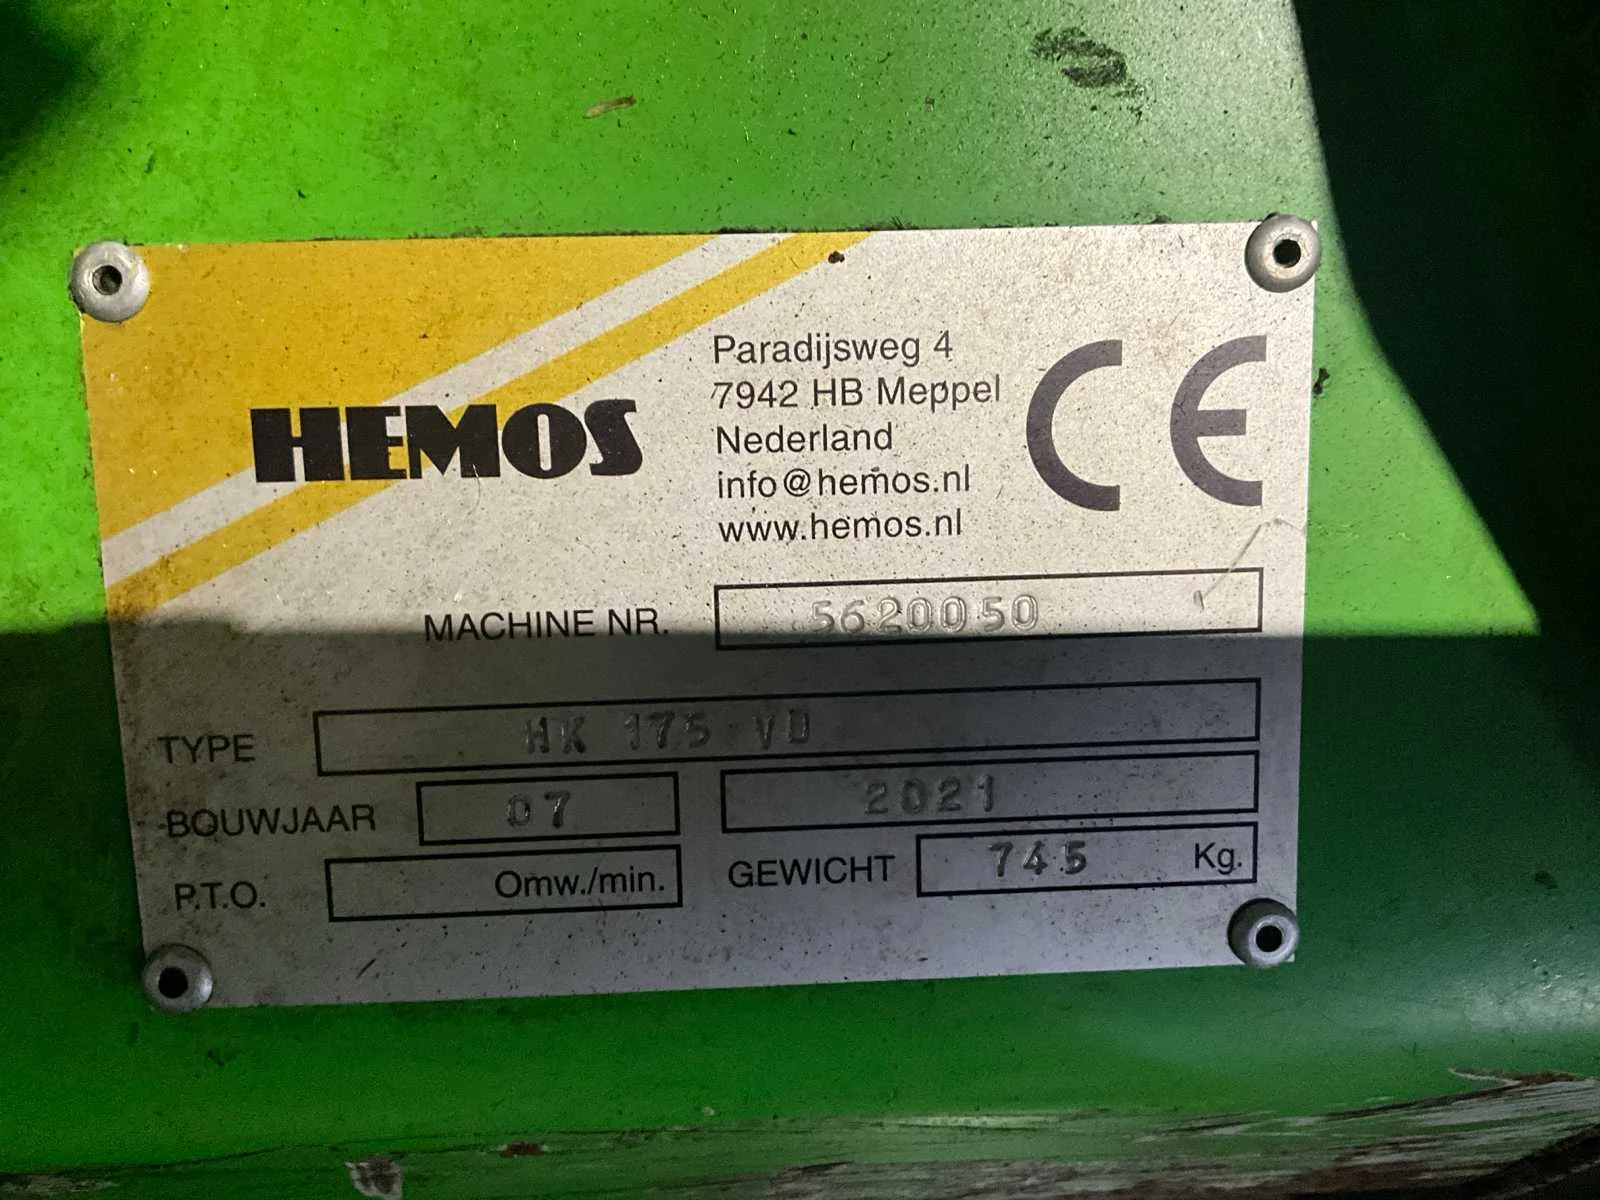 HEMOS
Paradijsweg 4
7942 HB Meppel
Nederland
info@hemos.nl
www.hemos.nl
CE
MACHINE NR. 5620050
TYPE HK 175 VD
BOUWJAAR 07 2021
P.T.O. Omw./min. GEWICHT 745 Kg.